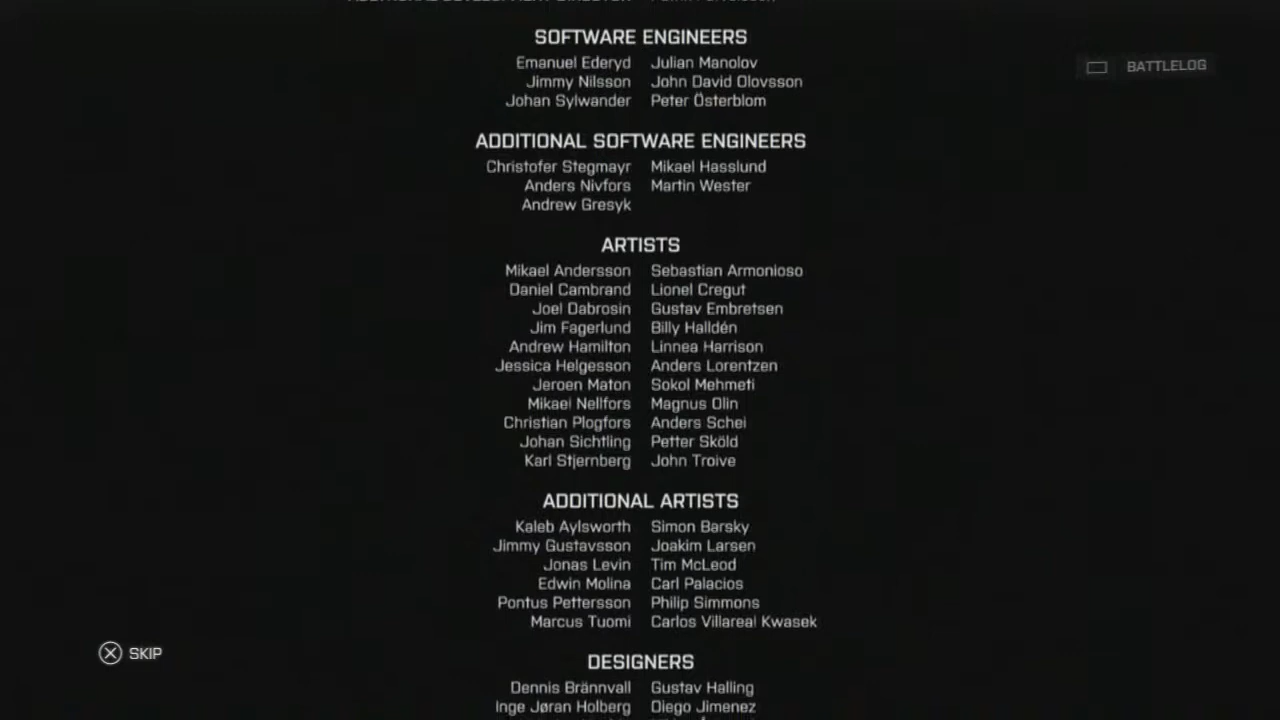 SOFTWARE ENGINEERS
Emanuel Ederyd Julian Manolov
Jimmy Nilsson John David Olovsson
Johan Sylwander Peter Österblom
BATTLELOG
ADDITIONAL SOFTWARE ENGINEERS
Christofer Stegmayr Mikael Hasslund
Anders Nivfors Martin Wester
Andrew Gresyk
ARTISTS
Mikael Andersson Sebastian Armonioso
Daniel Cambrand Lionel Cregut
Joel Dabrosin Gustav Embretsen
Jim Fagerlund Billy Halldén
Andrew Hamilton Linnea Harrison
Jessica Helgesson Anders Lorentzen
Jeroen Maton Sokol Mehmeti
Mikael Nellfors Magnus Olin
Christian Plogfors Anders Schei
Johan Sichtling Petter Sköld
Karl Stjernberg John Troive
ADDITIONAL ARTISTS
Kaleb Aylsworth Simon Barsky
Jimmy Gustavsson Joakim Larsen
Jonas Levin Tim McLeod
Edwin Molina Carl Palacios
Pontus Pettersson Philip Simmons
Marcus Tuomi Carlos Villareal Kwasek
SKIP
DESIGNERS
Dennis Brännvall Gustav Halling
Inge Jøran Holberg Diego Jimenez